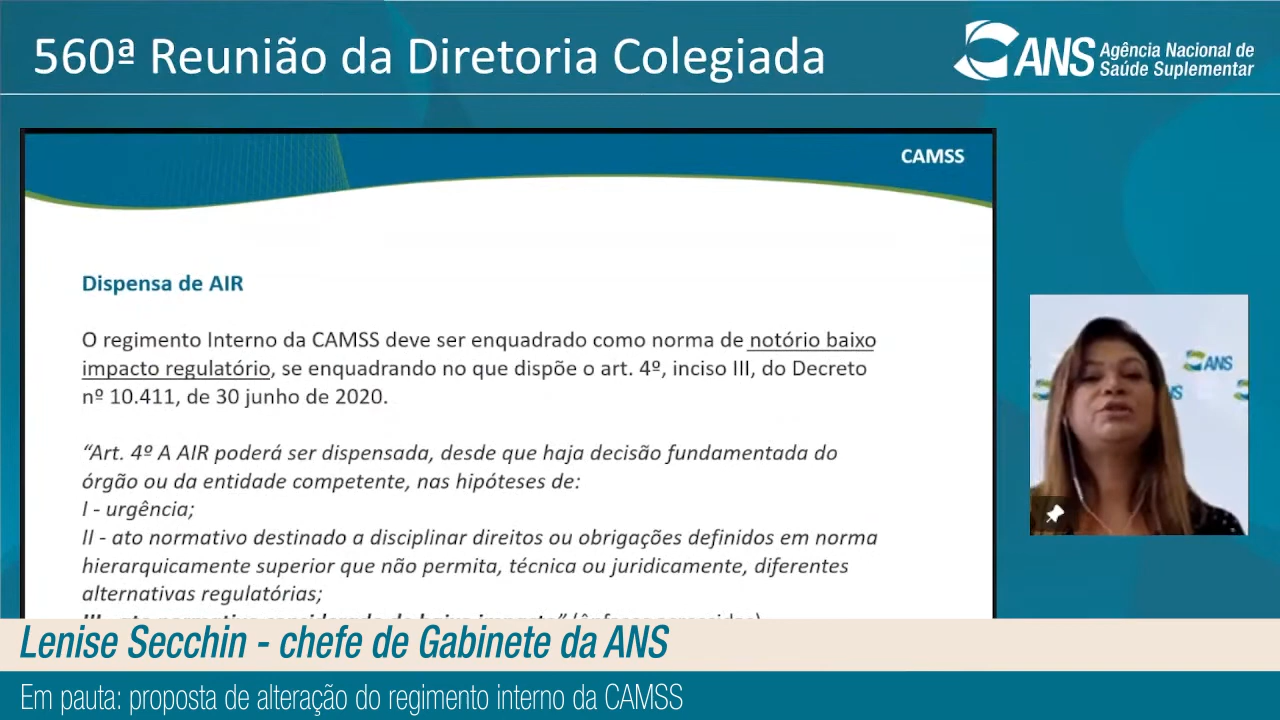 560ª Reunião da Diretoria Colegiada
ANS Agência Nacional de
Saúde Suplementar
CAMSS
Dispensa de AIR
O regimento Interno da CAMSS deve ser enquadrado como norma de notório baixo
impacto regulatório, se enquadrando no que dispõe o art. 4º, inciso III, do Decreto
nº 10.411, de 30 junho de 2020.
“Art. 4º A AIR poderá ser dispensada, desde que haja decisão fundamentada do
órgão ou da entidade competente, nas hipóteses de:
I - urgência;
II - ato normativo destinado a disciplinar direitos ou obrigações definidos em norma
hierarquicamente superior que não permita, técnica ou juridicamente, diferentes
alternativas regulatórias;
ANS
Lenise Secchin - chefe de Gabinete da ANS
Em pauta: proposta de alteração do regimento interno da CAMSS